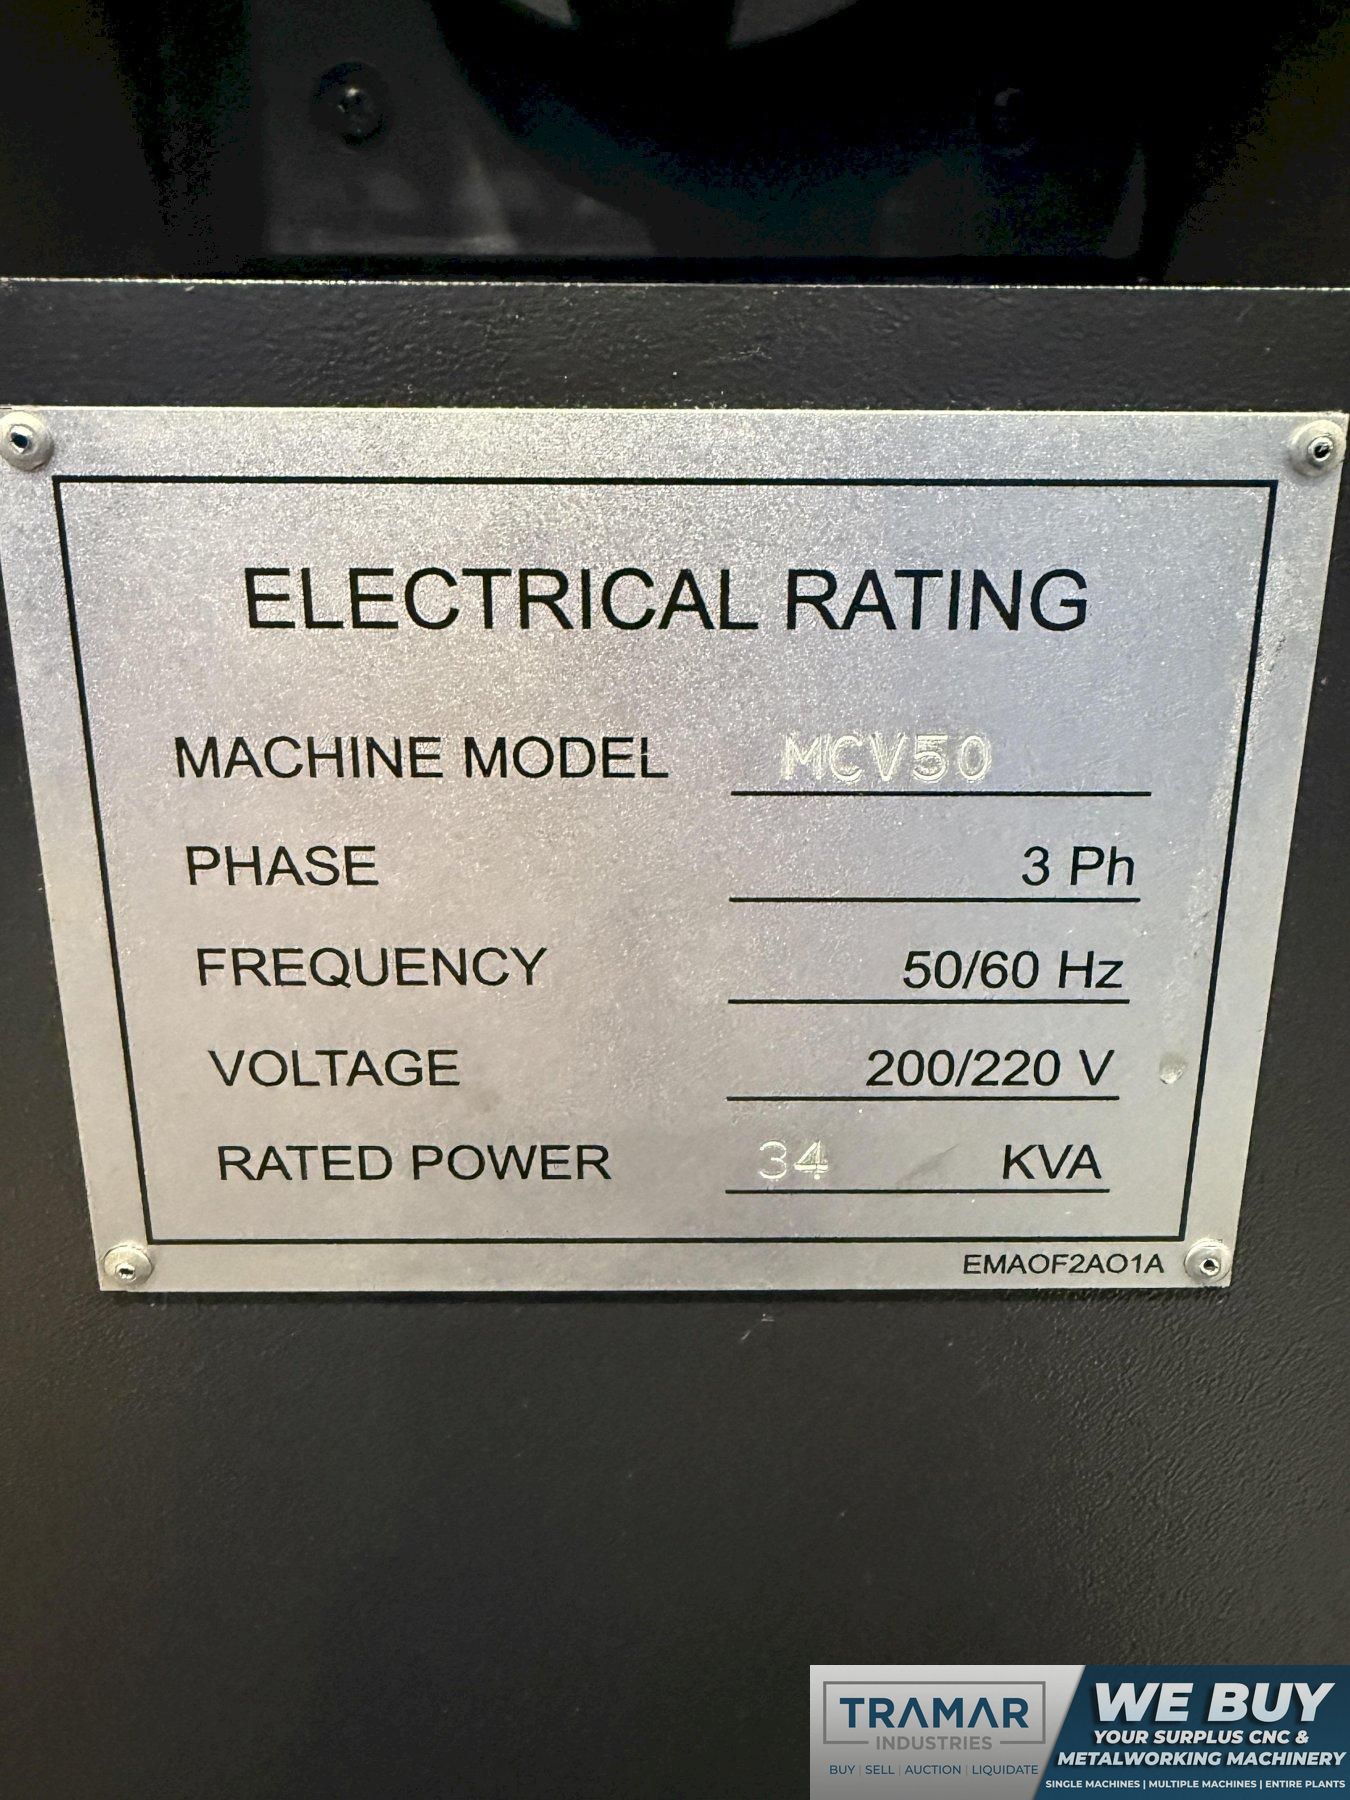 ELECTRICAL RATING
MACHINE MODEL MCV50
PHASE 3 Ph
FREQUENCY 50/60 Hz
VOLTAGE 200/220 V
RATED POWER 34 KVA
EMAOF2AO1A
TRAMAR
INDUSTRIES
BUY | SELL | AUCTION | LIQUIDATE
WE BUY
YOUR SURPLUS CNC &
METALWORKING MACHINERY
SINGLE MACHINES | MULTIPLE MACHINES | ENTIRE PLANTS